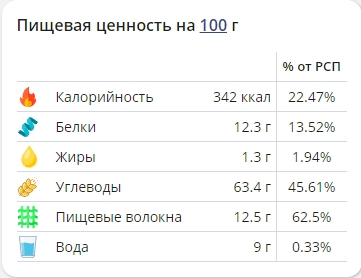 Пищевая ценность на 100 г
% от РСП
Калорийность 342 ккал 22.47%
Белки 12.3 г 13.52%
Жиры 1.3 г 1.94%
Углеводы 63.4 г 45.61%
Пищевые волокна 12.5 г 62.5%
Вода 9 г 0.33%